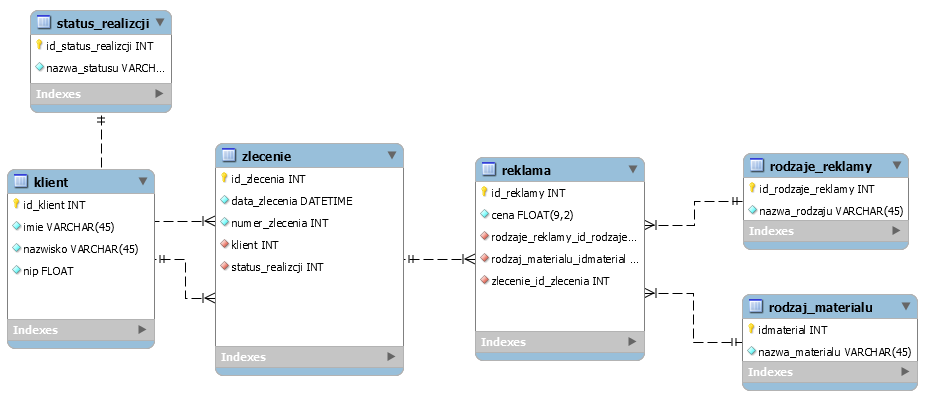 status_realizcji
id_status_realizcji INT
nazwa_statusu VARCH...
Indexes
klient
id_klient INT
imie VARCHAR(45)
nazwisko VARCHAR(45)
nip FLOAT
Indexes
zlecenie
id_zlecenia INT
data_zlecenia DATETIME
numer_zlecenia INT
klient INT
status_realizcji INT
Indexes
reklama
id_reklamy INT
cena FLOAT(9,2)
rodzaje_reklamy_id_rodzaje...
rodzaj_materialu_idmaterial ...
zlecenie_id_zlecenia INT
Indexes
rodzaje_reklamy
id_rodzaje_reklamy INT
nazwa_rodzaju VARCHAR(45)
Indexes
rodzaj_materialu
idmaterial INT
nazwa_materialu VARCHAR(45)
Indexes